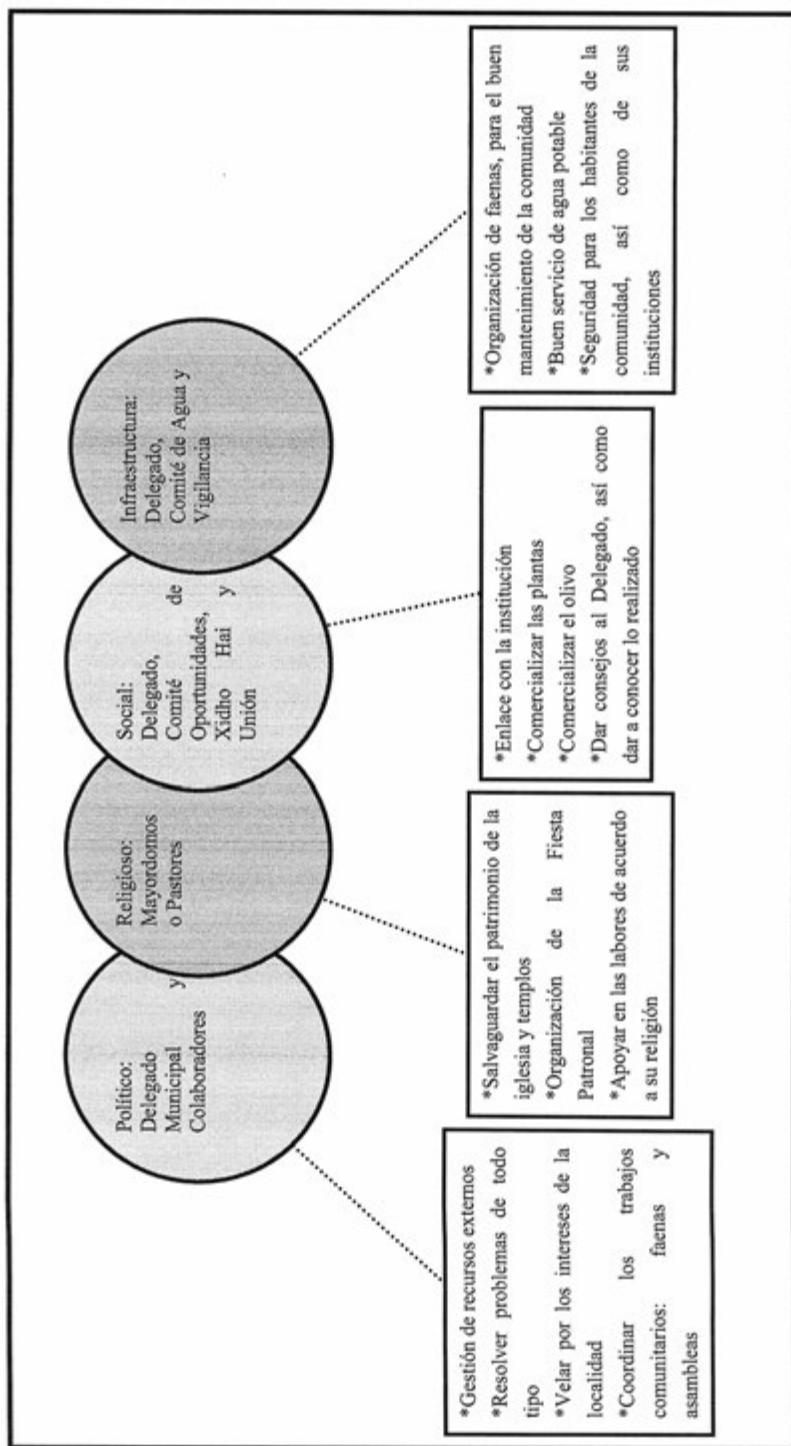 Político:
Delegado
Municipal y
Colaboradores
Religioso:
Mayordomos
o Pastores
Social:
Delegado,
Comité de
Oportunidades,
Xidho Hai y
Unión
Infraestructura:
Delegado,
Comité de Agua y
Vigilancia
*Gestión de recursos externos
*Resolver problemas de todo
tipo
*Velar por los intereses de la
localidad
*Coordinar los trabajos
comunitarios: faenas y
asambleas
*Salvaguardar el patrimonio de la
iglesia y templos
*Organización de la Fiesta
Patronal
*Apoyar en las labores de acuerdo
a su religión
*Enlace con la institución
*Comercializar las plantas
*Comercializar el olivo
*Dar consejos al Delegado, así como
dar a conocer lo realizado
*Organización de faenas, para el buen
mantenimiento de la comunidad
*Buen servicio de agua potable
*Seguridad para los habitantes de la
comunidad, así como de sus
instituciones